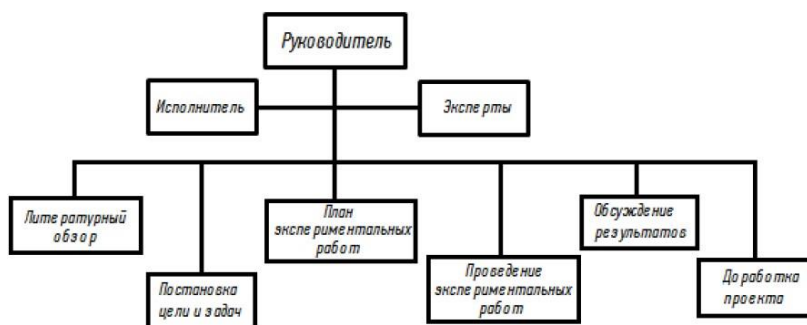 Руководитель
Исполнитель
Эксперты
Литературный
обзор
Постановка
цели и задач
План
экспериментальных
работ
Проведение
экспериментальных
работ
Обсуждение
результатов
Доработка
проекта